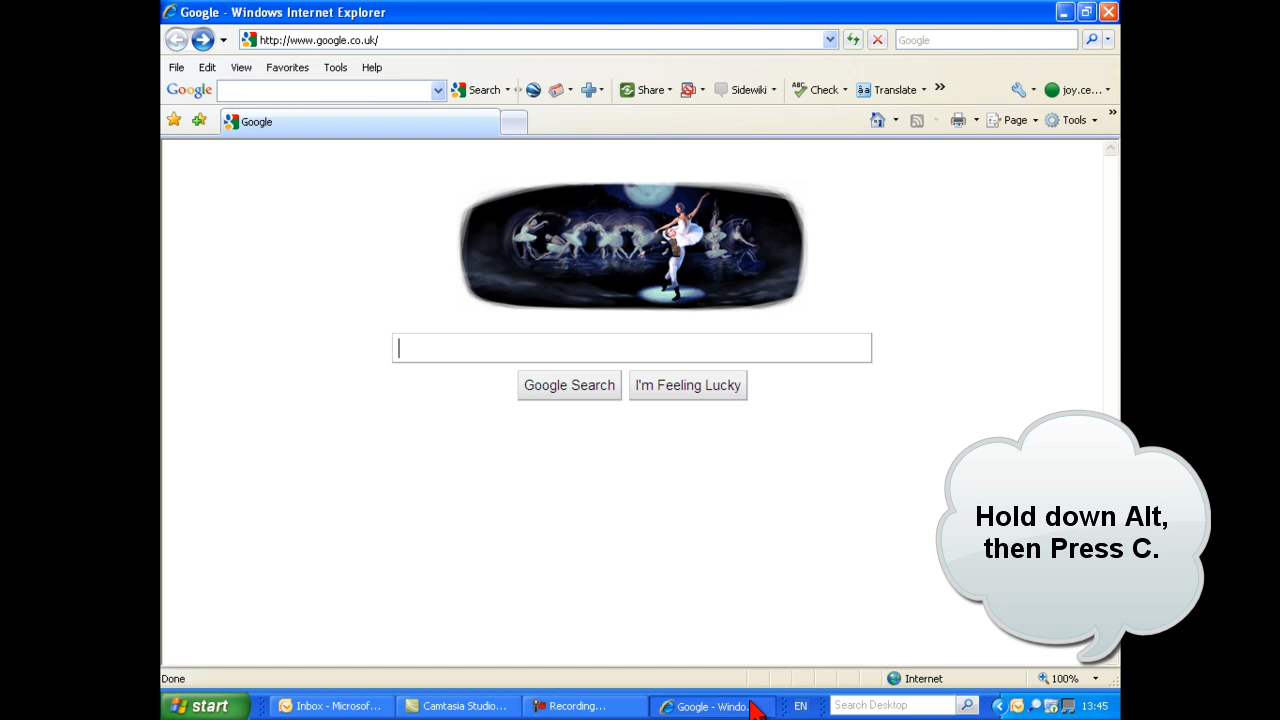 Google - Windows Internet Explorer
http://www.google.co.uk/
Google
File Edit View Favorites Tools Help
Google Search Share Sidewiki Check Translate joy.ce...
Google Page Tools
Google
Google Search I'm Feeling Lucky
Hold down Alt,
then Press C.
Done Internet 100%
start Inbox - Microsof... Camtasia Studio... Recording... Google - Windo... EN Search Desktop 13:45